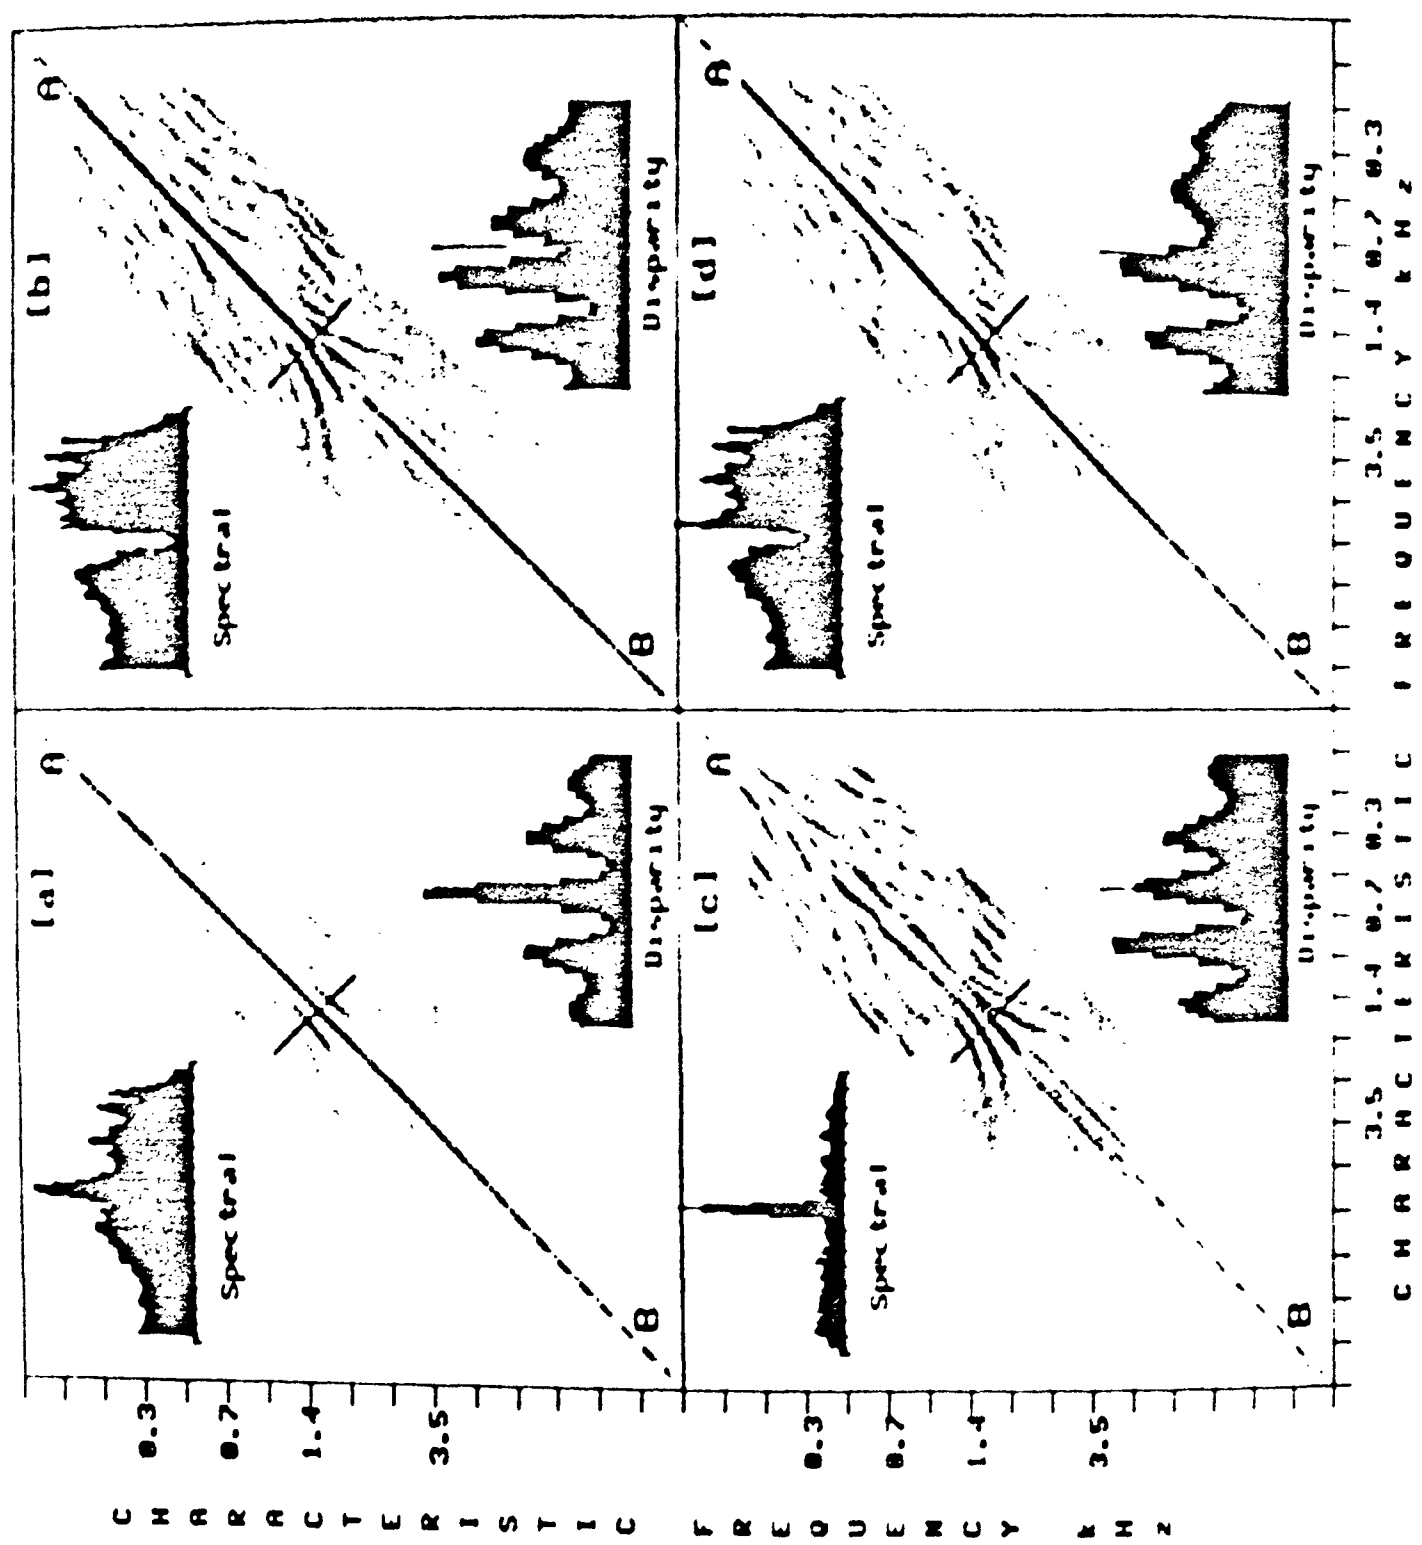 [a]
A
Spectral
Disparity
B
[b]
A
Spectral
Disparity
B
[c]
A
Spectral
Disparity
B
[d]
A
Spectral
Disparity
B
0.3 0.7 1.4 3.5
0.3 0.7 1.4 3.5
CHARACTERISTIC FREQUENCY kHz
3.5 1.4 0.7 0.3
3.5 1.4 0.7 0.3
CHARACTERISTIC FREQUENCY kHz